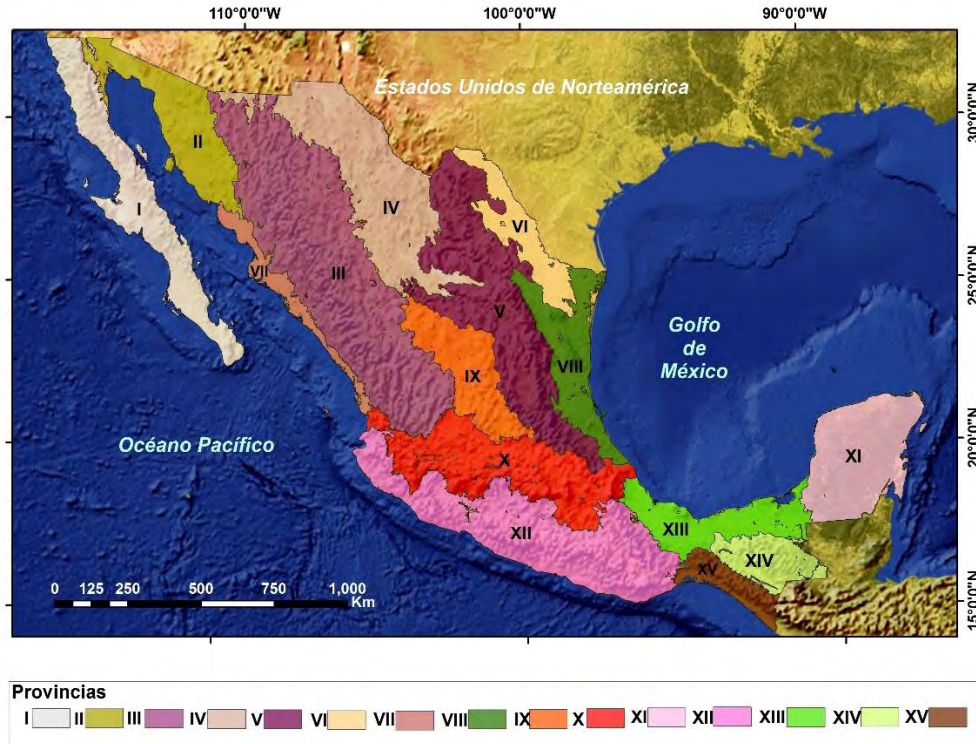 110°0'0"W 100°0'0"W 90°0'0"W
Estados Unidos de Norteamérica
30°0'0"N
II
I
IV
VI
VII
III
25°0'0"N
V
Golfo
de
México
VIII
IX
Océano Pacífico
20°0'0"N
X
XI
XII
XIII
XIV
XV
0 125 250 500 750 1,000
Km
15°0'0"N
Provincias
I II III IV V VI VII VIII IX X XI XII XIII XIV XV